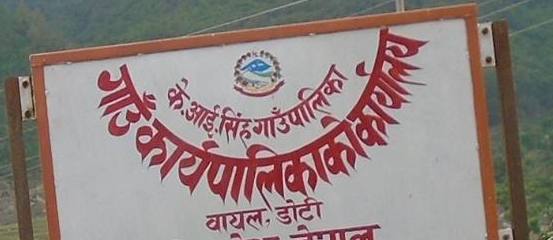 के.आई.सिंह गाउँपालिका
गाउँ कार्यपालिकाको कार्यालय
वायल, डोटी
नेपाल